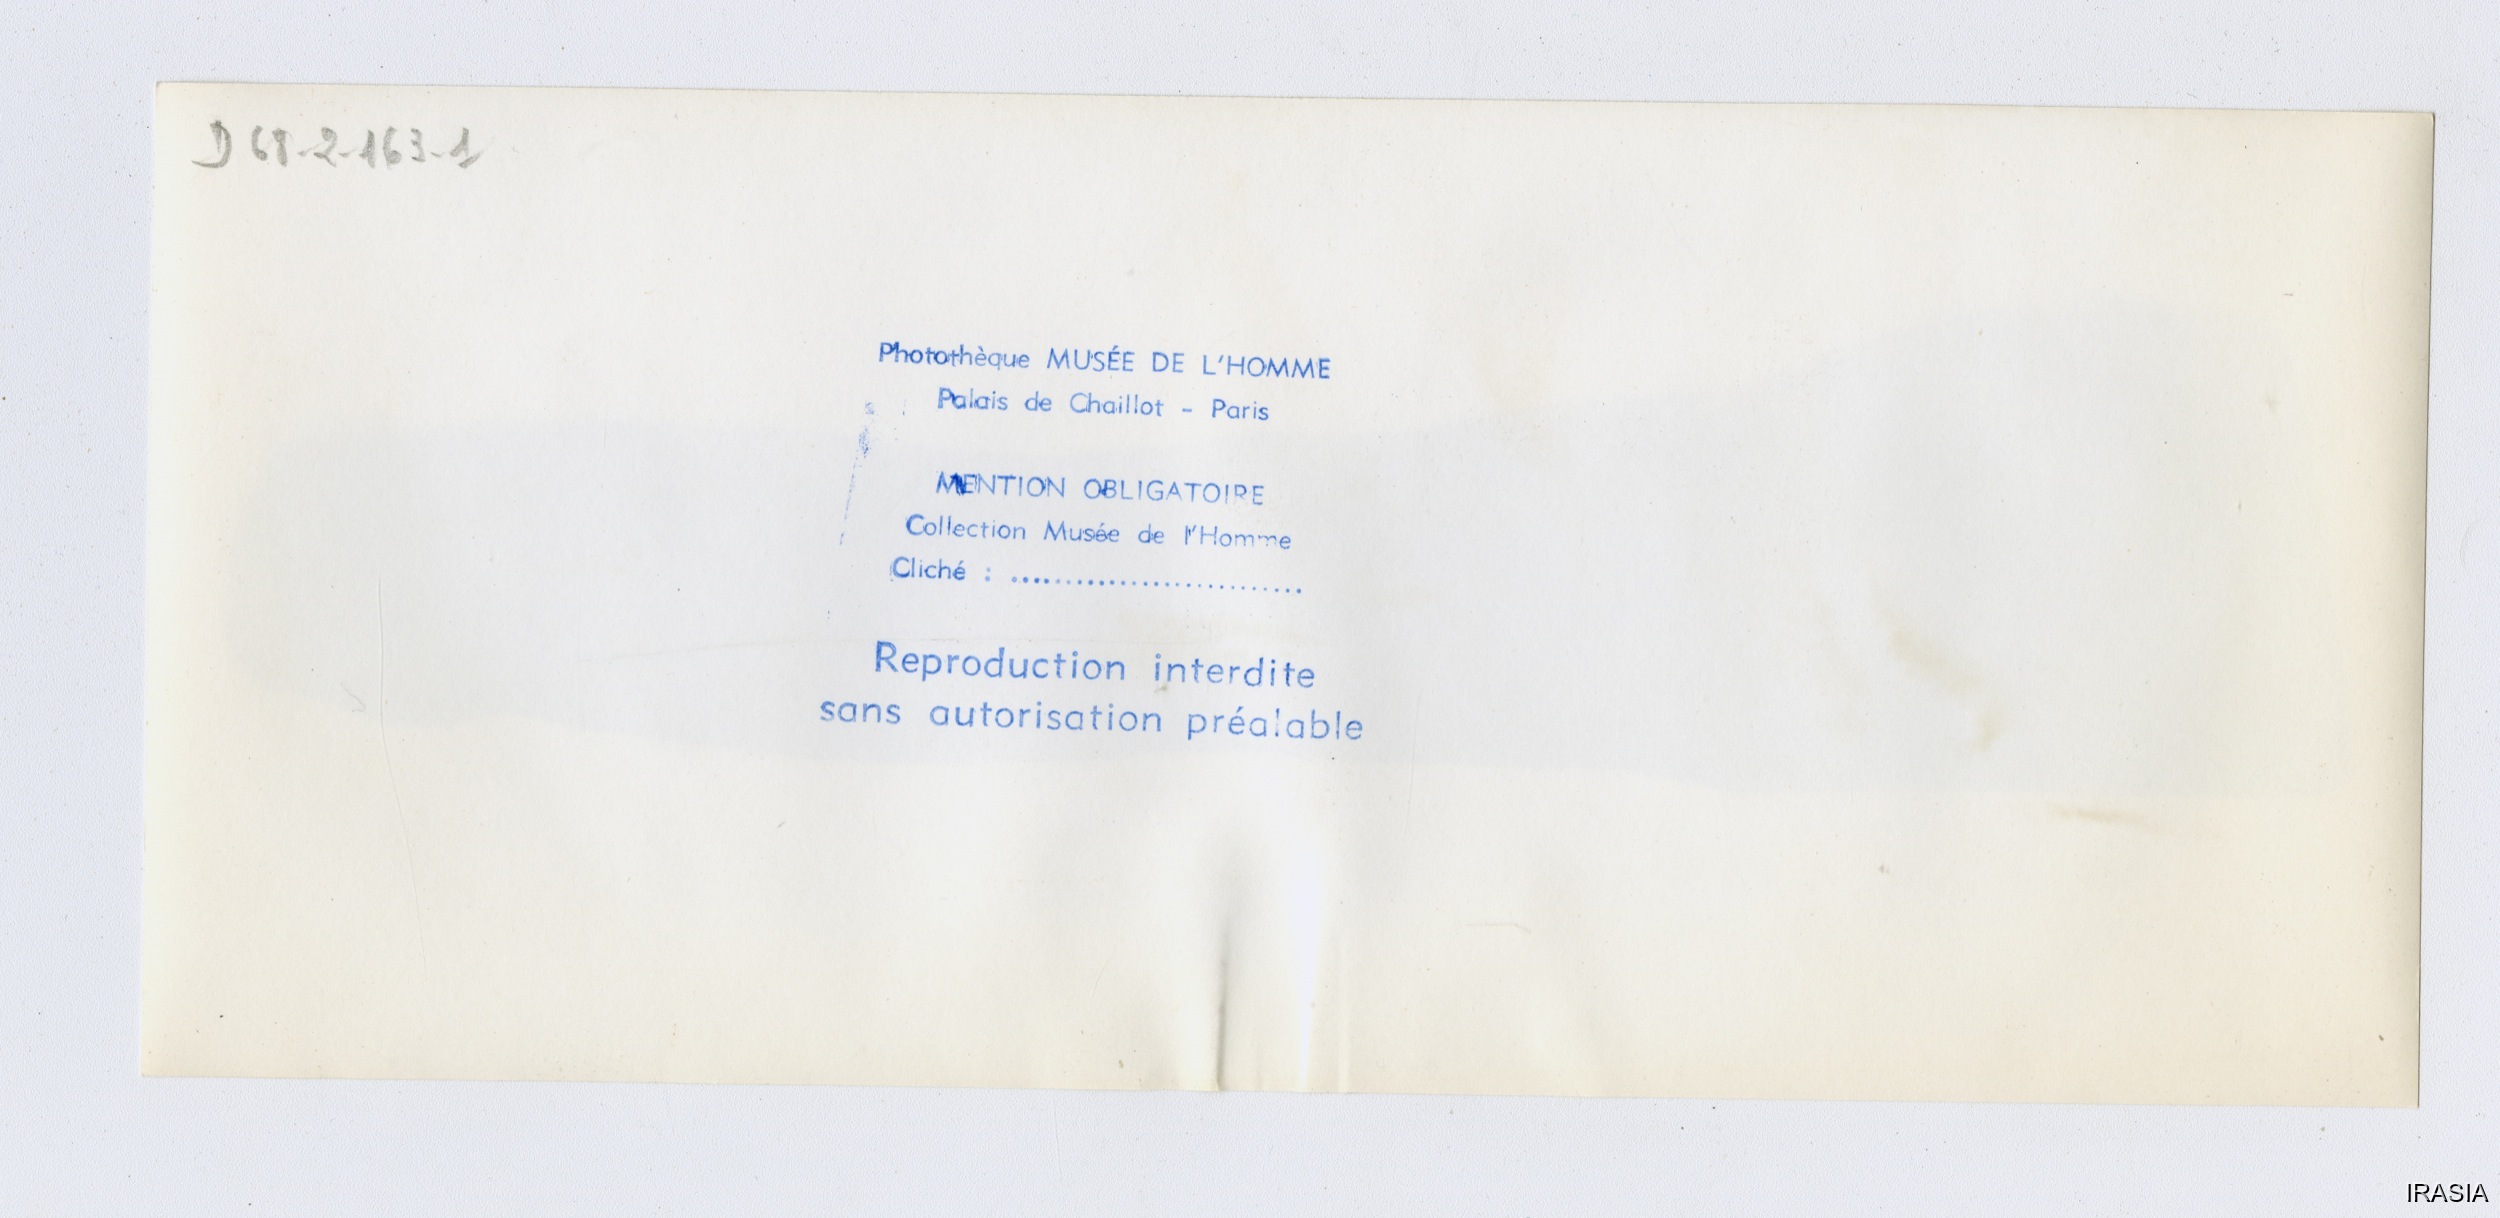 D 68-2-163-1
Photothèque MUSÉE DE L'HOMME
Palais de Chaillot - Paris
MENTION OBLIGATOIRE
Collection Musée de l'Homme
Cliché : ..............................
Reproduction interdite
sans autorisation préalable
IRASIA